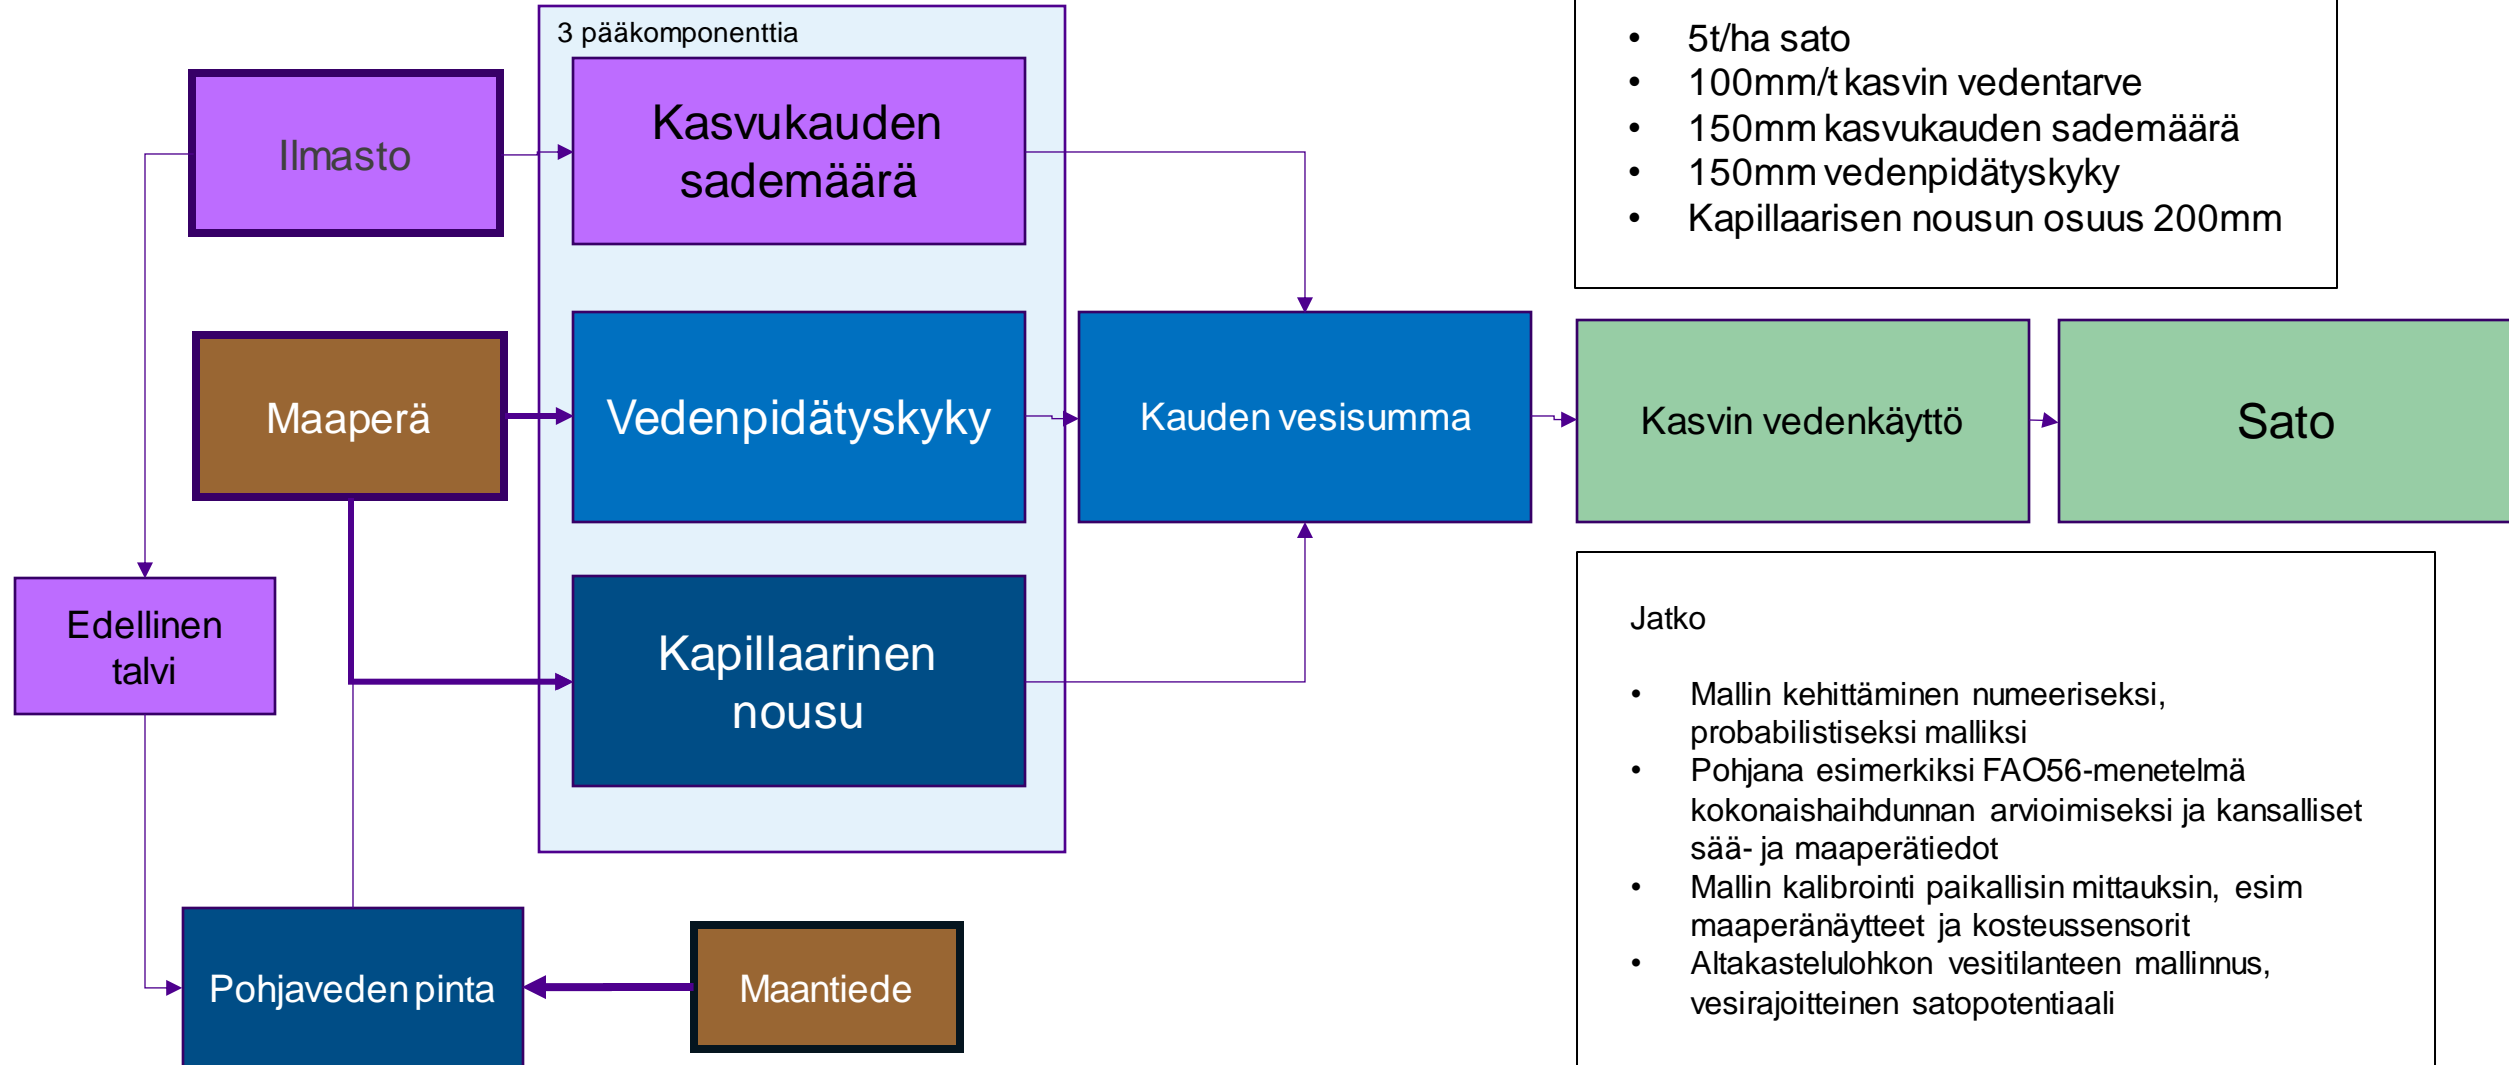 3 pääkomponenttia
Ilmasto
Kasvukauden
sademäärä
• 5t/ha sato
• 100mm/t kasvin vedentarve
• 150mm kasvukauden sademäärä
• 150mm vedenpidätyskyky
• Kapillaarisen nousun osuus 200mm
Maaperä
Vedenpidätyskyky
Kauden vesisumma
Kasvin vedenkäyttö
Sato
Edellinen
talvi
Kapillaarinen
nousu
Pohjaveden pinta
Maantiede
Jatko
• Mallin kehittäminen numeeriseksi,
probabilistiseksi malliksi
• Pohjana esimerkiksi FAO56-menetelmä
kokonaishaihdunnan arvioimiseksi ja kansalliset
sää- ja maaperätiedot
• Mallin kalibrointi paikallisin mittauksin, esim
maaperänäytteet ja kosteussensorit
• Altakastelulohkon vesitilanteen mallinnus,
vesirajoitteinen satopotentiaali